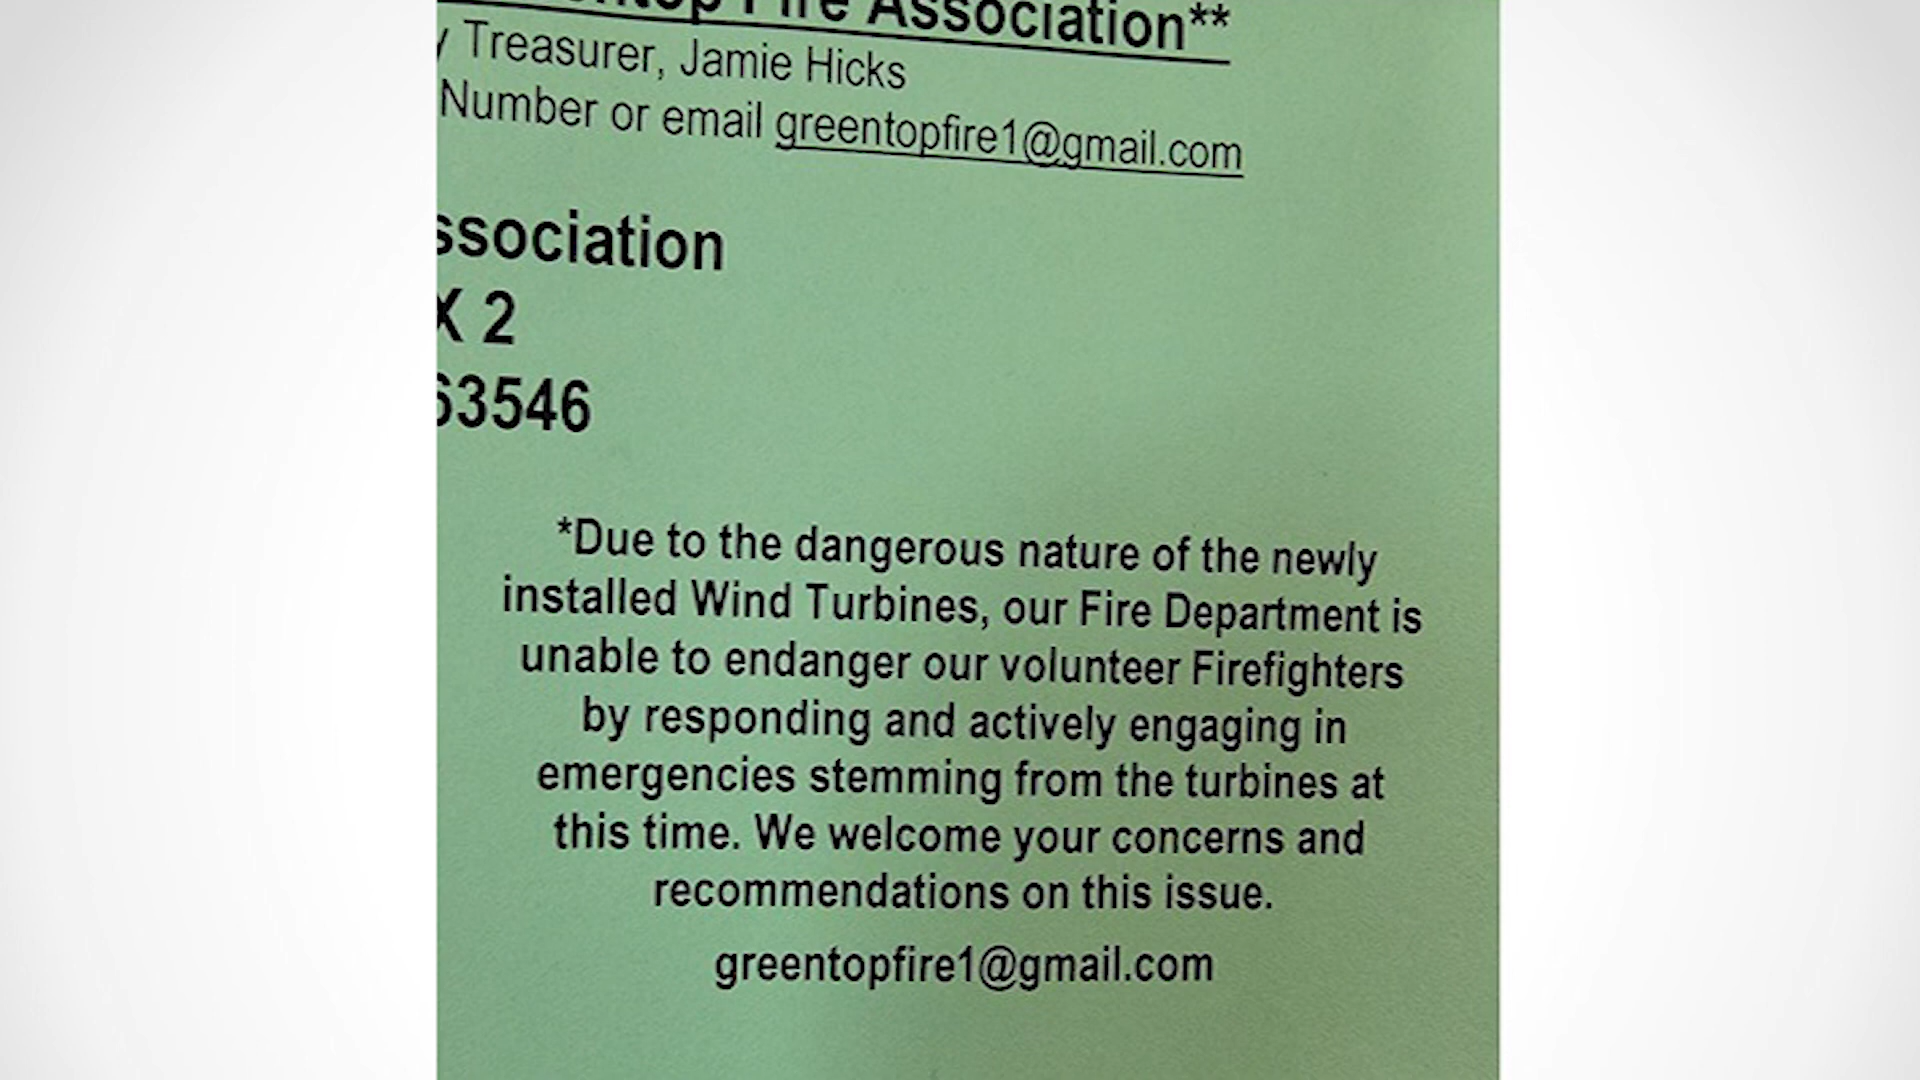 Fire Association**
Treasurer, Jamie Hicks
Number or email greentopfire1@gmail.com
ssociation
X 2
63546
*Due to the dangerous nature of the newly
installed Wind Turbines, our Fire Department is
unable to endanger our volunteer Firefighters
by responding and actively engaging in
emergencies stemming from the turbines at
this time. We welcome your concerns and
recommendations on this issue.
greentopfire1@gmail.com